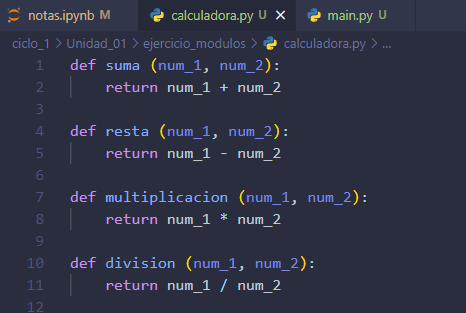 notas.ipynb M calculadora.py U × main.py U
ciclo_1 > Unidad_01 > ejercicio_modulos > calculadora.py > ...
1 def suma (num_1, num_2):
2     return num_1 + num_2
3
4 def resta (num_1, num_2):
5     return num_1 - num_2
6
7 def multiplicacion (num_1, num_2):
8     return num_1 * num_2
9
10 def division (num_1, num_2):
11     return num_1 / num_2
12